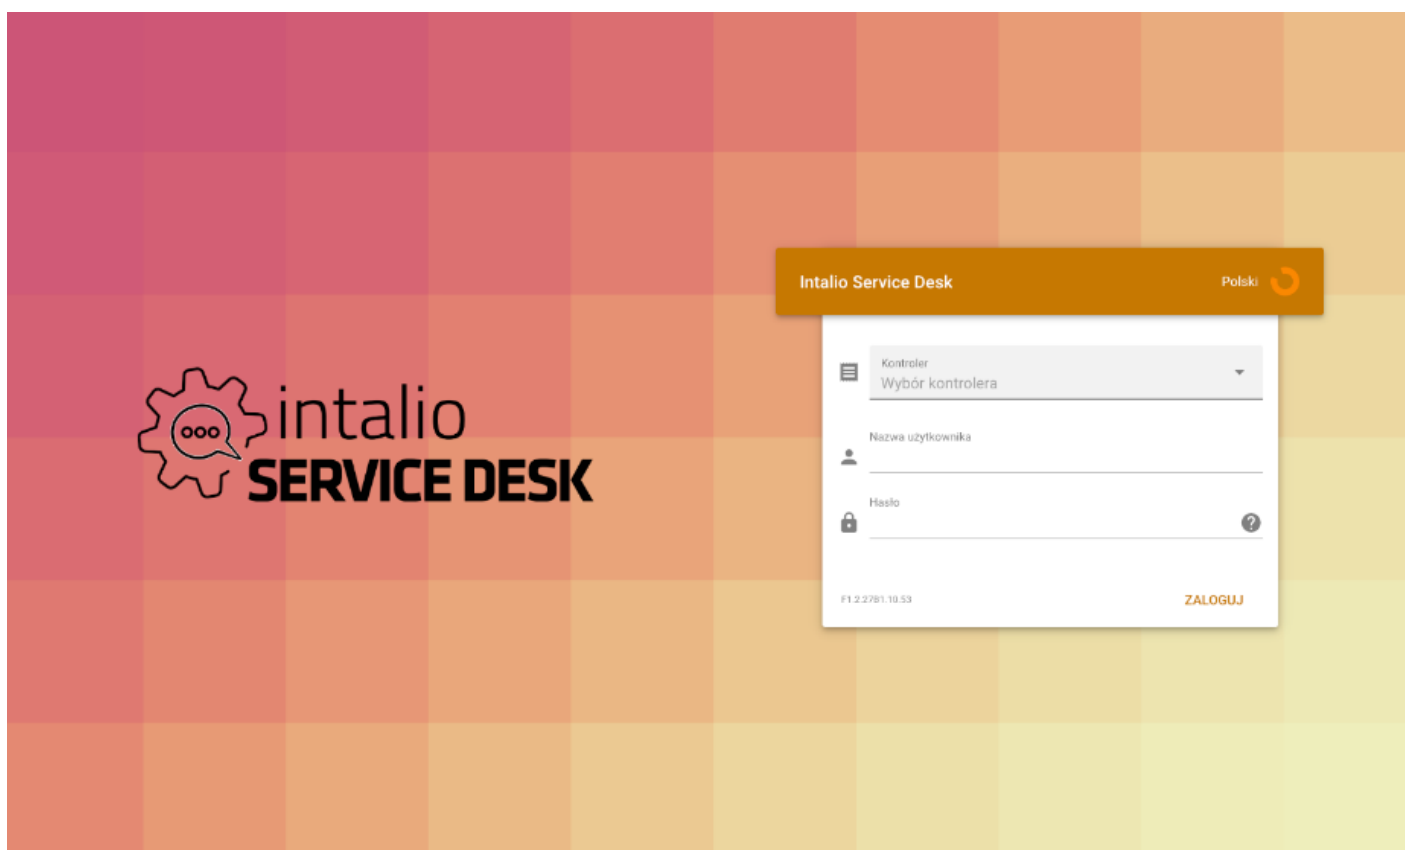 intalio
SERVICE DESK
Intalio Service Desk
Polski
Kontroler
Wybór kontrolera
Nazwa użytkownika
Hasło
F1.2.2781.10.53
ZALOGUJ